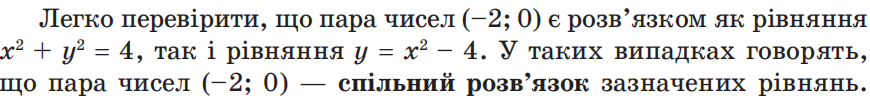 Легко перевірити, що пара чисел (−2; 0) є розв’язком як рівняння
x² + y² = 4, так і рівняння y = x² − 4. У таких випадках говорять,
що пара чисел (−2; 0) — спільний розв’язок зазначених рівнянь.